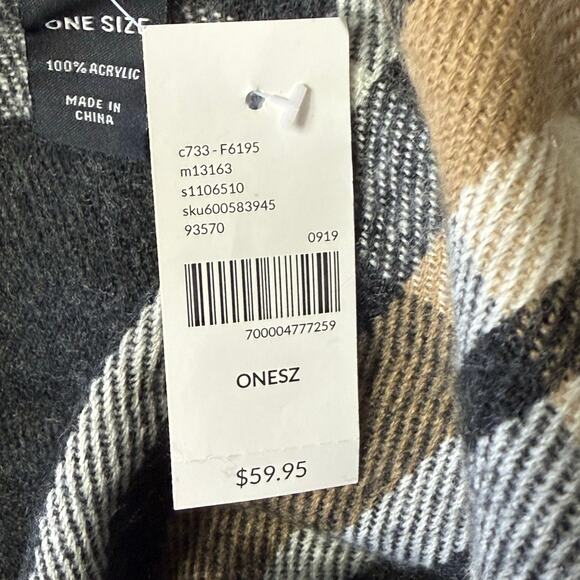 ONE SIZE
100% ACRYLIC
MADE IN
CHINA
c733 - F6195
m13163
s1106510
sku600583945
93570
0919
700004777259
ONESZ
$59.95